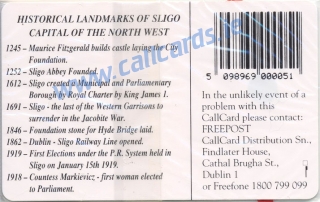 HISTORICAL LANDMARKS OF SLIGO
CAPITAL OF THE NORTH WEST
1245 - Maurice Fitzgerald builds castle laying the City
Foundation.
1252 - Sligo Abbey Founded.
1612 - Sligo created a Municipal and Parliamentary
Borough by Royal Charter by King James 1.
1691 - Sligo - the last of the Western Garrisons to
surrender in the Jacobite War.
1846 - Foundation stone for Hyde Bridge laid.
1862 - Dublin - Sligo Railway Line opened.
1919 - First Elections under the P.R. System held in
Sligo on January 15th 1919.
1918 - Countess Markievicz - first woman elected
to Parliament.
www.callcards.ie
5 098969 000051
In the unlikely event of a
problem with this
CallCard please contact:
FREEPOST
CallCard Distribution Sn.,
Findlater House,
Cathal Brugha St.,
Dublin 1
or Freefone 1800 799 099